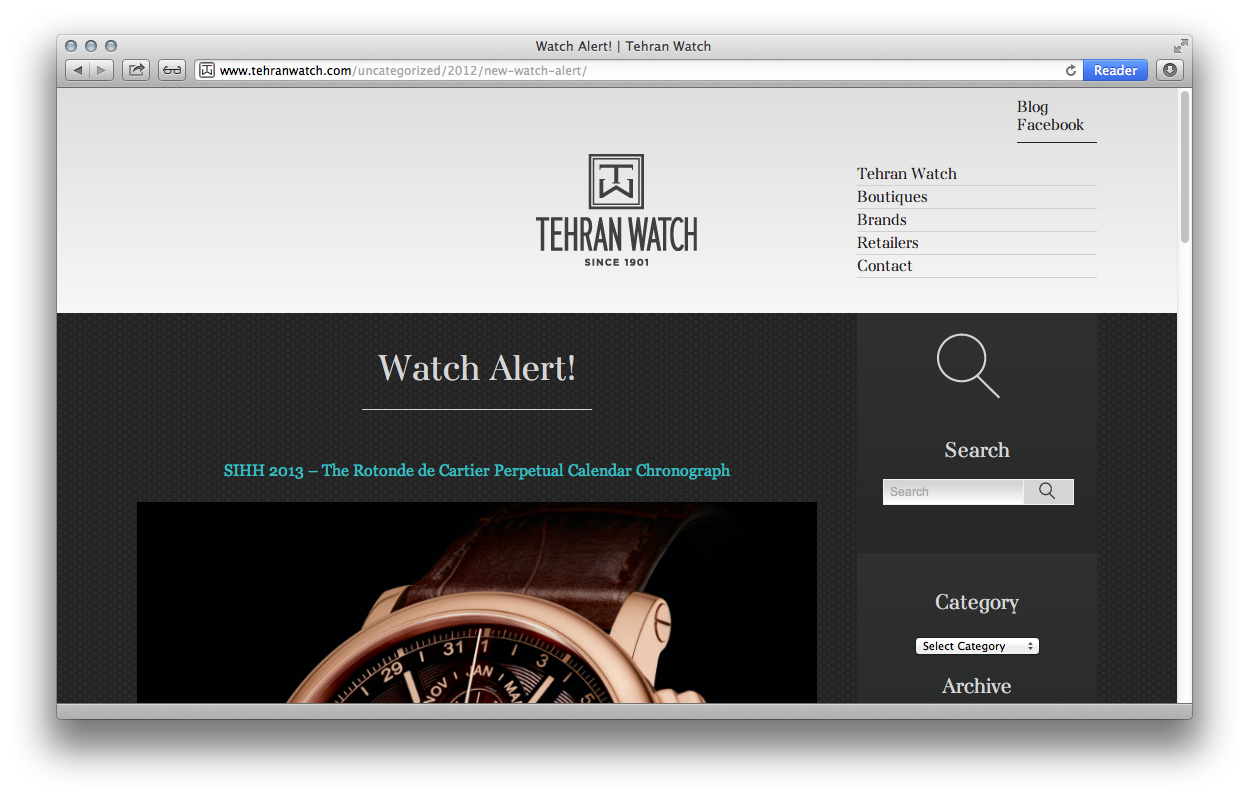 Watch Alert! | Tehran Watch
www.tehranwatch.com/uncategorized/2012/new-watch-alert/
Reader
Blog
Facebook
TW
TEHRAN WATCH
SINCE 1901
Tehran Watch
Boutiques
Brands
Retailers
Contact
Watch Alert!
SIHH 2013 – The Rotonde de Cartier Perpetual Calendar Chronograph
29 31 1 3
NOV JAN MAR
Search
Search
Category
Select Category
Archive